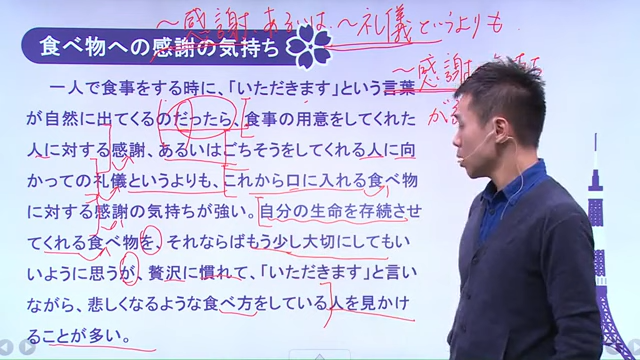 ～感謝、あるいは、～礼儀というよりも
～感謝
が
食べ物への感謝の気持ち
一人で食事をする時に、「いただきます」という言葉
が自然に出てくるのだったら、食事の用意をしてくれた
人に対する感謝、あるいはごちそうをしてくれる人に向
かっての礼儀というよりも、これから口に入れる食べ物
に対する感謝の気持ちが強い。自分の生命を存続させ
てくれる食べ物を、それならばもう少し大切にしてもい
いように思うが、贅沢に慣れて、「いただきます」と言い
ながら、悲しくなるような食べ方をしている人を見かけ
ることが多い。